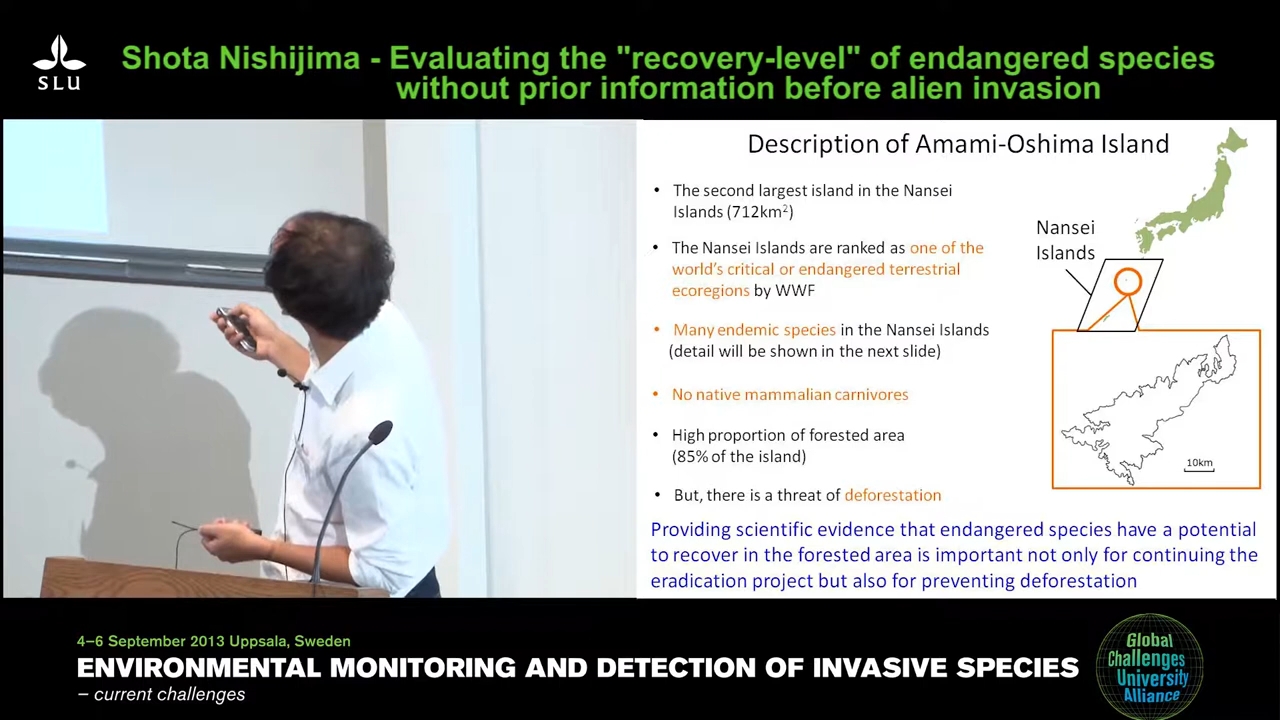 SLU
Shota Nishijima - Evaluating the "recovery-level" of endangered species
without prior information before alien invasion
Description of Amami-Oshima Island
• The second largest island in the Nansei
Islands (712km²)
• The Nansei Islands are ranked as one of the
world's critical or endangered terrestrial
ecoregions by WWF
• Many endemic species in the Nansei Islands
(detail will be shown in the next slide)
• No native mammalian carnivores
• High proportion of forested area
(85% of the island)
• But, there is a threat of deforestation
Nansei
Islands
10km
Providing scientific evidence that endangered species have a potential
to recover in the forested area is important not only for continuing the
eradication project but also for preventing deforestation
4–6 September 2013 Uppsala, Sweden
ENVIRONMENTAL MONITORING AND DETECTION OF INVASIVE SPECIES
– current challenges
Global
Challenges
University
Alliance